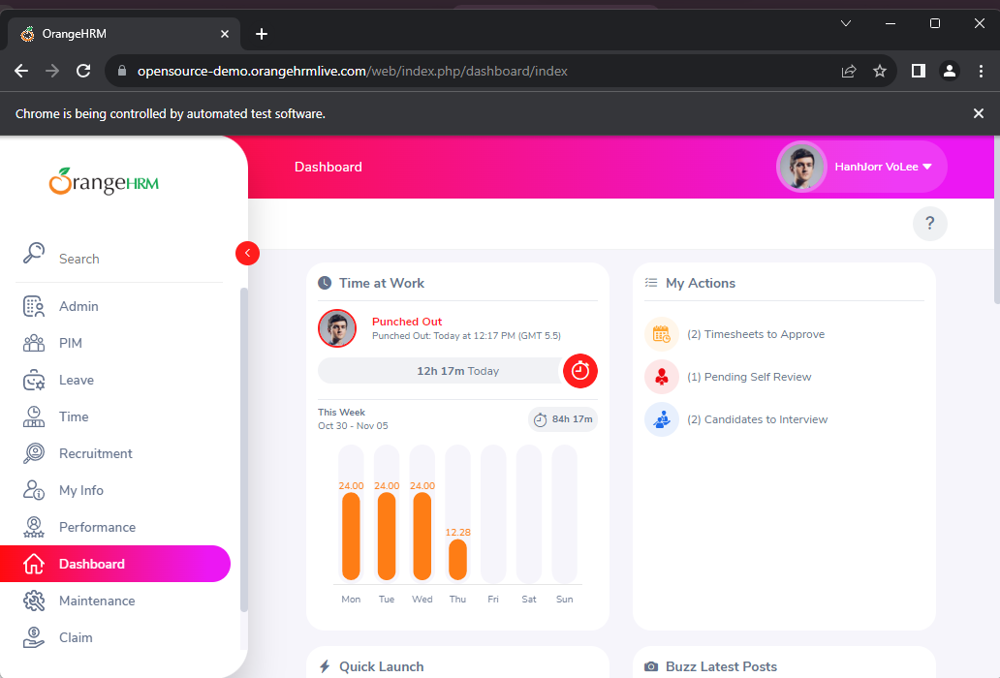 OrangeHRM
opensource-demo.orangehrmlive.com/web/index.php/dashboard/index
Chrome is being controlled by automated test software.
OrangeHRM
Search
Admin
PIM
Leave
Time
Recruitment
My Info
Performance
Dashboard
Maintenance
Claim
Dashboard
HanhJorr VoLee
?
Time at Work
Punched Out
Punched Out: Today at 12:17 PM (GMT 5.5)
12h 17m Today
This Week
Oct 30 - Nov 05
84h 17m
24.00 24.00 24.00
12.28
Mon Tue Wed Thu Fri Sat Sun
My Actions
(2) Timesheets to Approve
(1) Pending Self Review
(2) Candidates to Interview
Quick Launch
Buzz Latest Posts